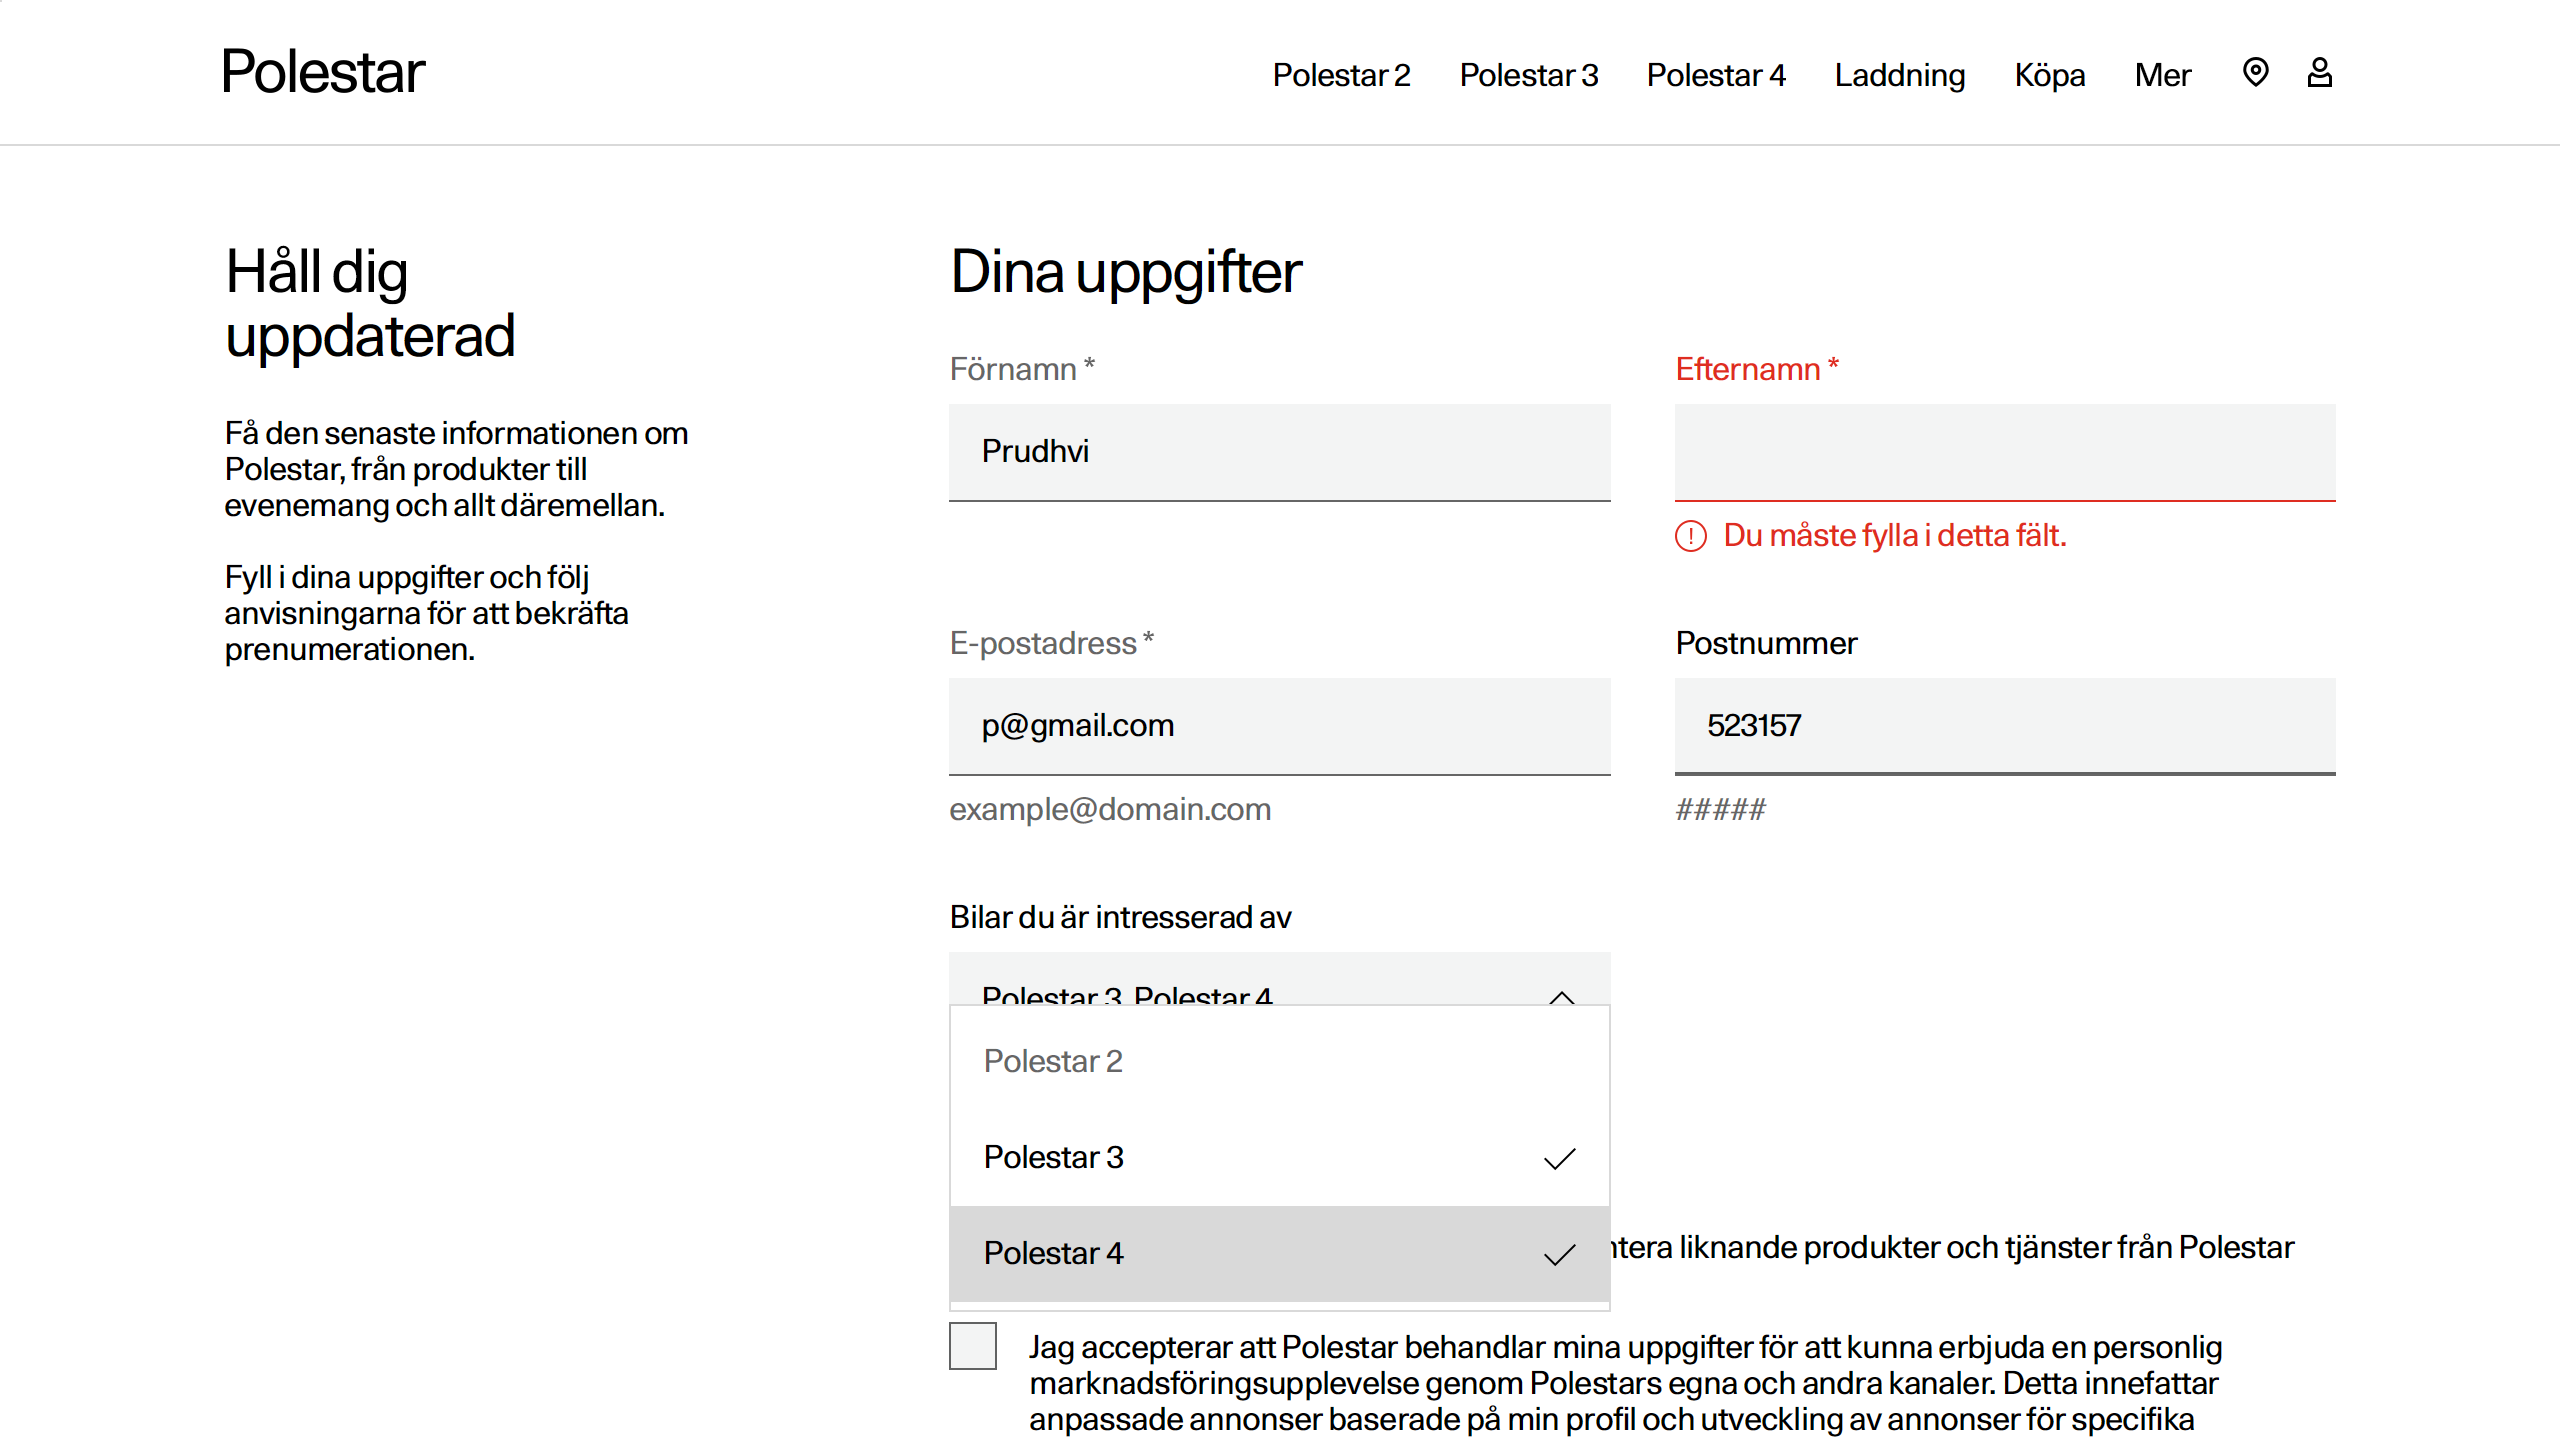 Polestar
Polestar 2 Polestar 3 Polestar 4 Laddning Köpa Mer
Håll dig
uppdaterad
Få den senaste informationen om
Polestar, från produkter till
evenemang och allt däremellan.
Fyll i dina uppgifter och följ
anvisningarna för att bekräfta
prenumerationen.
Dina uppgifter
Förnamn *
Prudhvi
Efternamn *
Du måste fylla i detta fält.
E-postadress *
p@gmail.com
example@domain.com
Postnummer
523157
#####
Bilar du är intresserad av
Polestar 3, Polestar 4
Polestar 2
Polestar 3
Polestar 4
liknande produkter och tjänster från Polestar
Jag accepterar att Polestar behandlar mina uppgifter för att kunna erbjuda en personlig
marknadsföringsupplevelse genom Polestars egna och andra kanaler. Detta innefattar
anpassade annonser baserade på min profil och utveckling av annonser för specifika